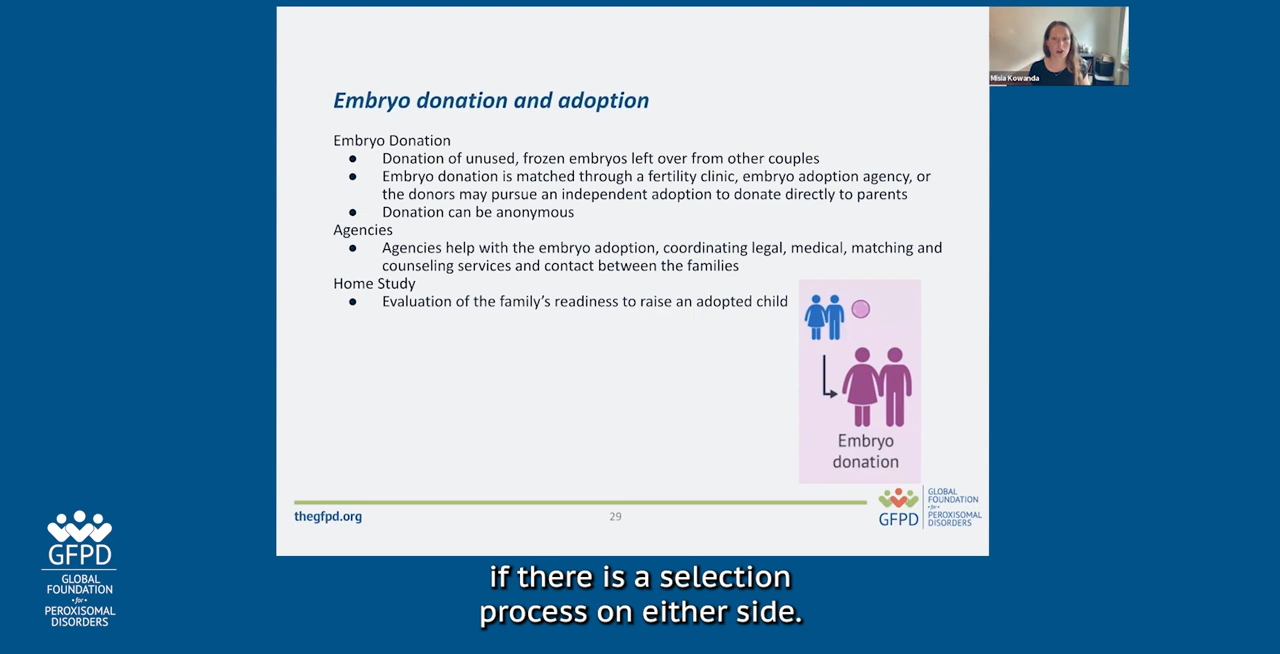 Misia Kowanda
Embryo donation and adoption
Embryo Donation
● Donation of unused, frozen embryos left over from other couples
● Embryo donation is matched through a fertility clinic, embryo adoption agency, or
the donors may pursue an independent adoption to donate directly to parents
● Donation can be anonymous
Agencies
● Agencies help with the embryo adoption, coordinating legal, medical, matching and
counseling services and contact between the families
Home Study
● Evaluation of the family’s readiness to raise an adopted child
Embryo
donation
thegfpd.org
29
GFPD
GLOBAL
FOUNDATION
for
PEROXISOMAL
DISORDERS
GFPD
GLOBAL
FOUNDATION
for
PEROXISOMAL
DISORDERS
if there is a selection
process on either side.